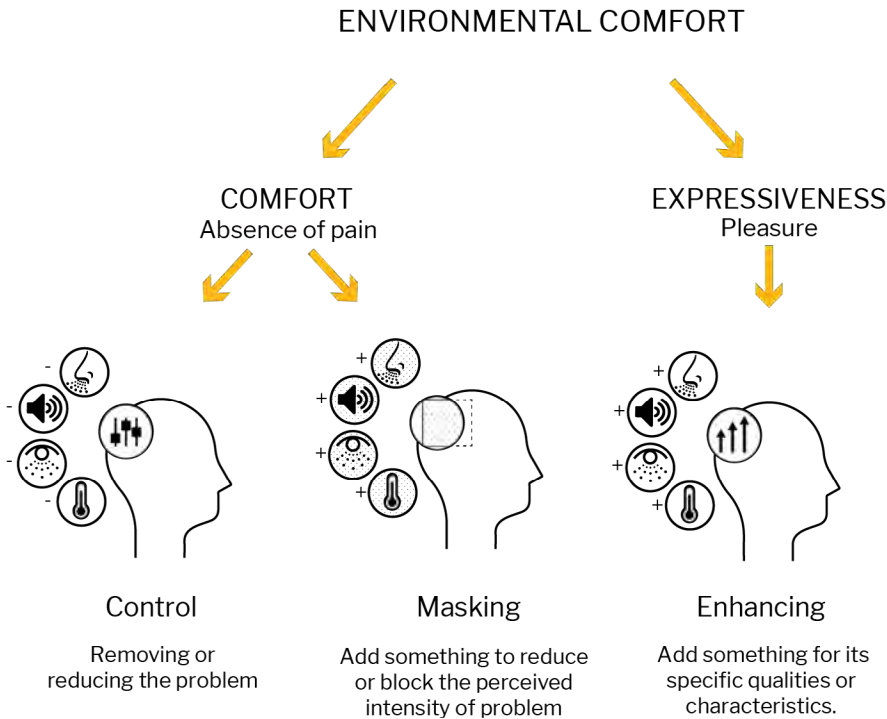 ENVIRONMENTAL COMFORT
COMFORT
Absence of pain
EXPRESSIVENESS
Pleasure
- - - -
+ + + +
+ + + +
Control
Removing or
reducing the problem
Masking
Add something to reduce
or block the perceived
intensity of problem
Enhancing
Add something for its
specific qualities or
characteristics.